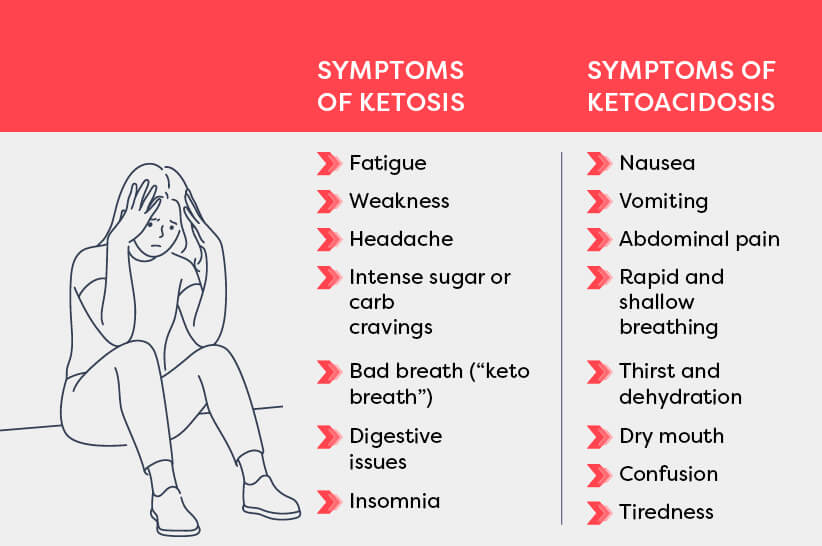 SYMPTOMS
OF KETOSIS
Fatigue
Weakness
Headache
Intense sugar or
carb
cravings
Bad breath (“keto
breath”)
Digestive
issues
Insomnia
SYMPTOMS OF
KETOACIDOSIS
Nausea
Vomiting
Abdominal pain
Rapid and
shallow
breathing
Thirst and
dehydration
Dry mouth
Confusion
Tiredness